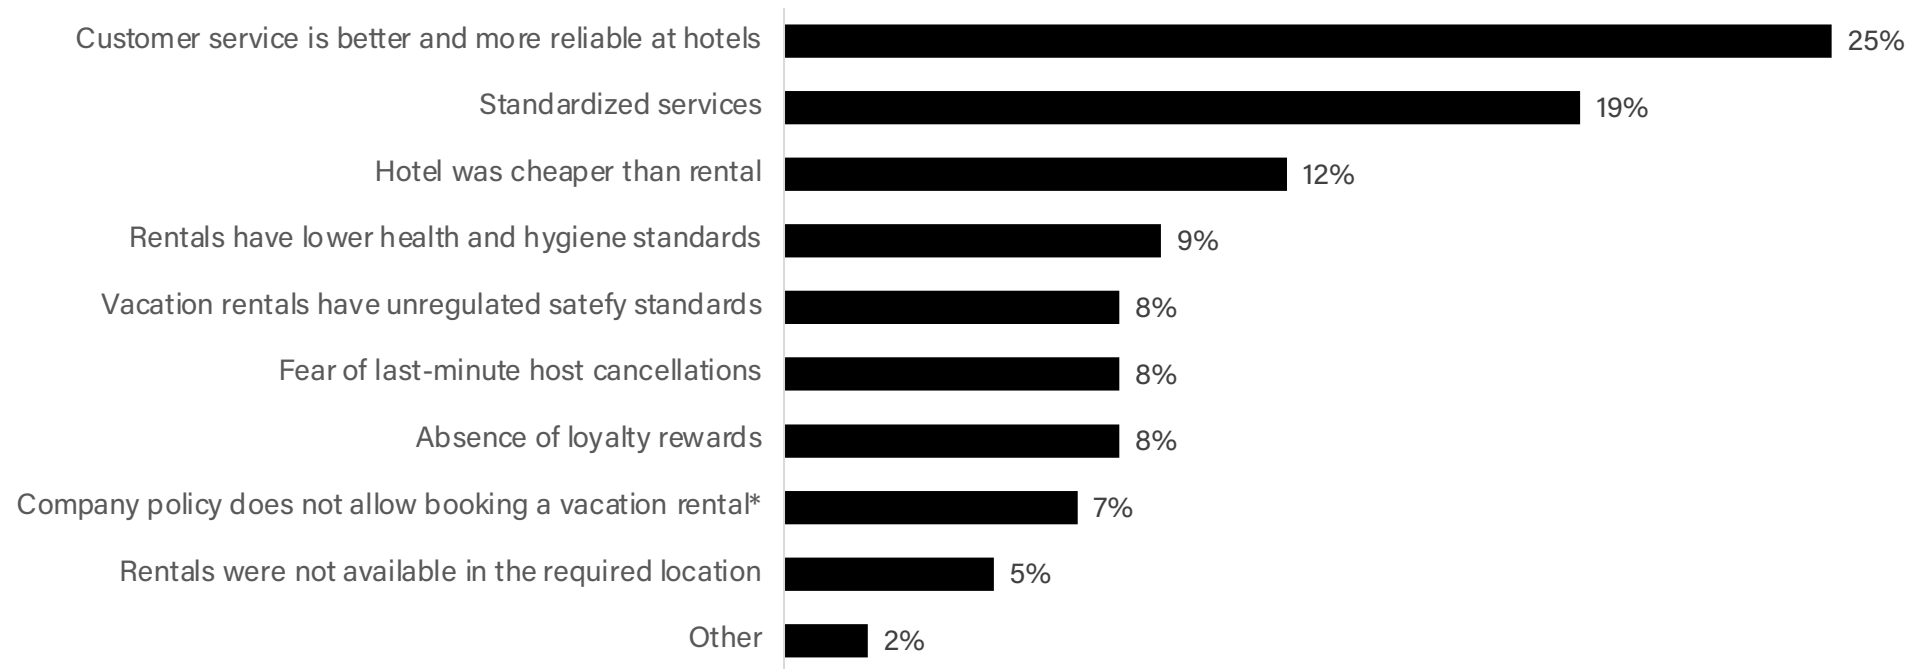 Customer service is better and more reliable at hotels 25%
Standardized services 19%
Hotel was cheaper than rental 12%
Rentals have lower health and hygiene standards 9%
Vacation rentals have unregulated satefy standards 8%
Fear of last-minute host cancellations 8%
Absence of loyalty rewards 8%
Company policy does not allow booking a vacation rental* 7%
Rentals were not available in the required location 5%
Other 2%